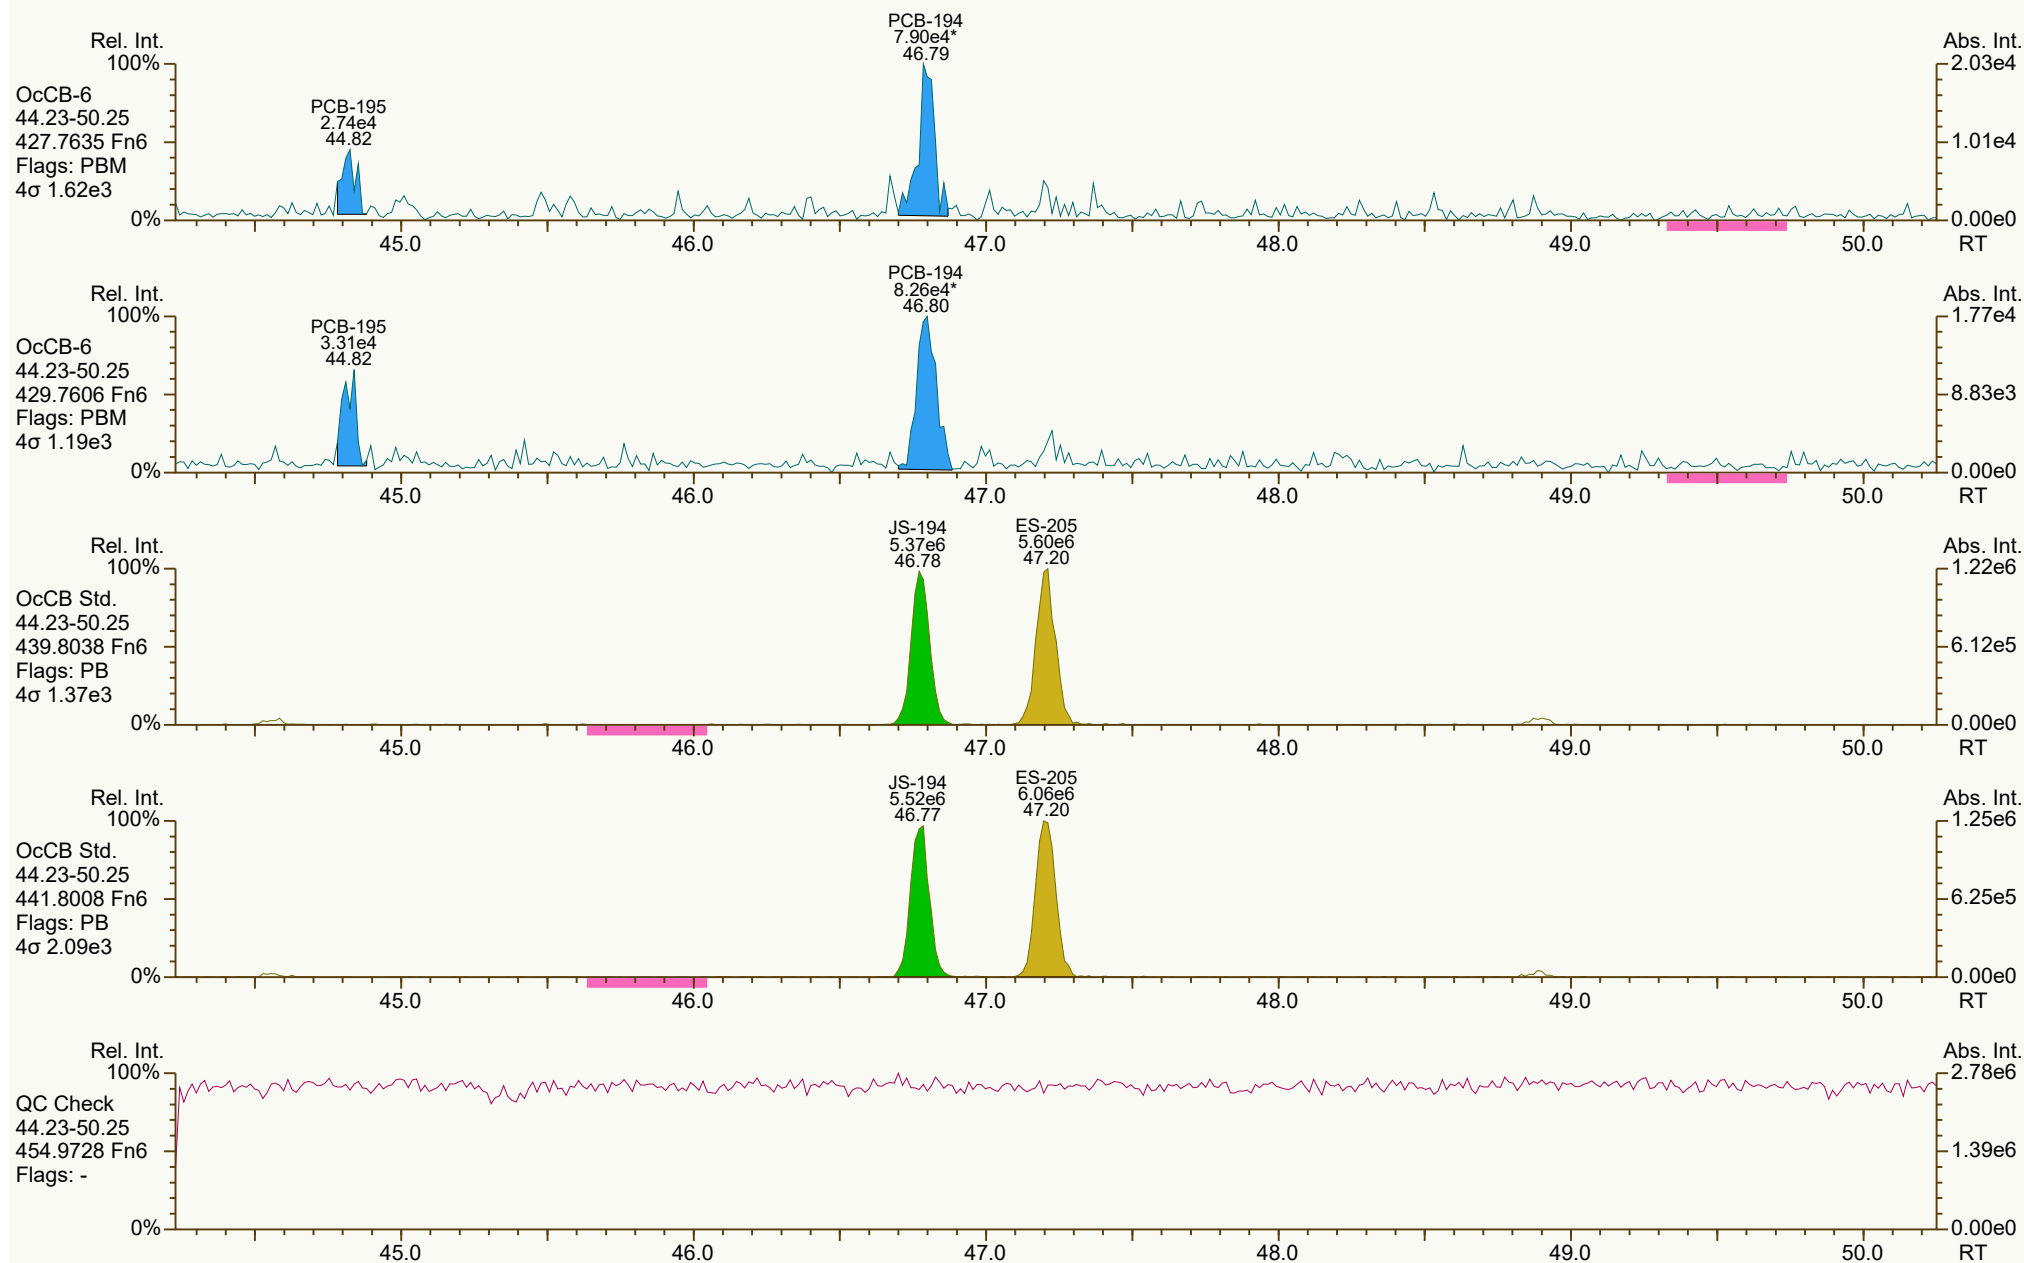 PCB-194
7.90e4*
46.79
Rel. Int.
Abs. Int.
100%
2.03e4
OcCB-6
44.23-50.25
427.7635 Fn6
Flags: PBM
4σ 1.62e3
PCB-195
2.74e4
44.82
1.01e4
0%
0.00e0
45.0 46.0 47.0 48.0 49.0 50.0 RT
PCB-194
8.26e4*
46.80
Rel. Int.
Abs. Int.
100%
1.77e4
OcCB-6
44.23-50.25
429.7606 Fn6
Flags: PBM
4σ 1.19e3
PCB-195
3.31e4
44.82
8.83e3
0%
0.00e0
45.0 46.0 47.0 48.0 49.0 50.0 RT
JS-194
5.37e6
46.78
ES-205
5.60e6
47.20
Rel. Int.
Abs. Int.
100%
1.22e6
OcCB Std.
44.23-50.25
439.8038 Fn6
Flags: PB
4σ 1.37e3
6.12e5
0%
0.00e0
45.0 46.0 47.0 48.0 49.0 50.0 RT
JS-194
5.52e6
46.77
ES-205
6.06e6
47.20
Rel. Int.
Abs. Int.
100%
1.25e6
OcCB Std.
44.23-50.25
441.8008 Fn6
Flags: PB
4σ 2.09e3
6.25e5
0%
0.00e0
45.0 46.0 47.0 48.0 49.0 50.0 RT
Rel. Int.
Abs. Int.
100%
2.78e6
QC Check
44.23-50.25
454.9728 Fn6
Flags: -
1.39e6
0%
0.00e0
45.0 46.0 47.0 48.0 49.0 50.0 RT